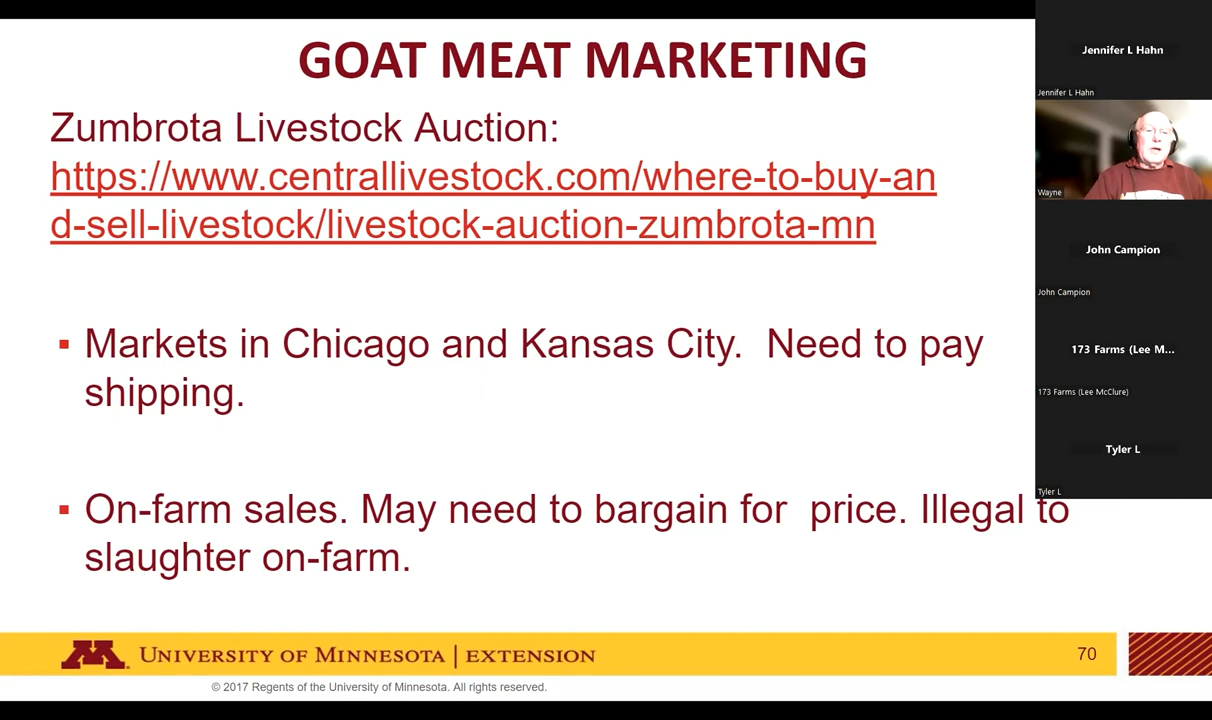 GOAT MEAT MARKETING
Zumbrota Livestock Auction:
https://www.centrallivestock.com/where-to-buy-an
d-sell-livestock/livestock-auction-zumbrota-mn
▪ Markets in Chicago and Kansas City.  Need to pay
shipping.
▪ On-farm sales. May need to bargain for  price. Illegal to
slaughter on-farm.
M UNIVERSITY OF MINNESOTA | EXTENSION
70
© 2017 Regents of the University of Minnesota. All rights reserved.
Jennifer L Hahn
Jennifer L Hahn
Wayne
John Campion
John Campion
173 Farms (Lee M...
173 Farms (Lee McClure)
Tyler L
Tyler L